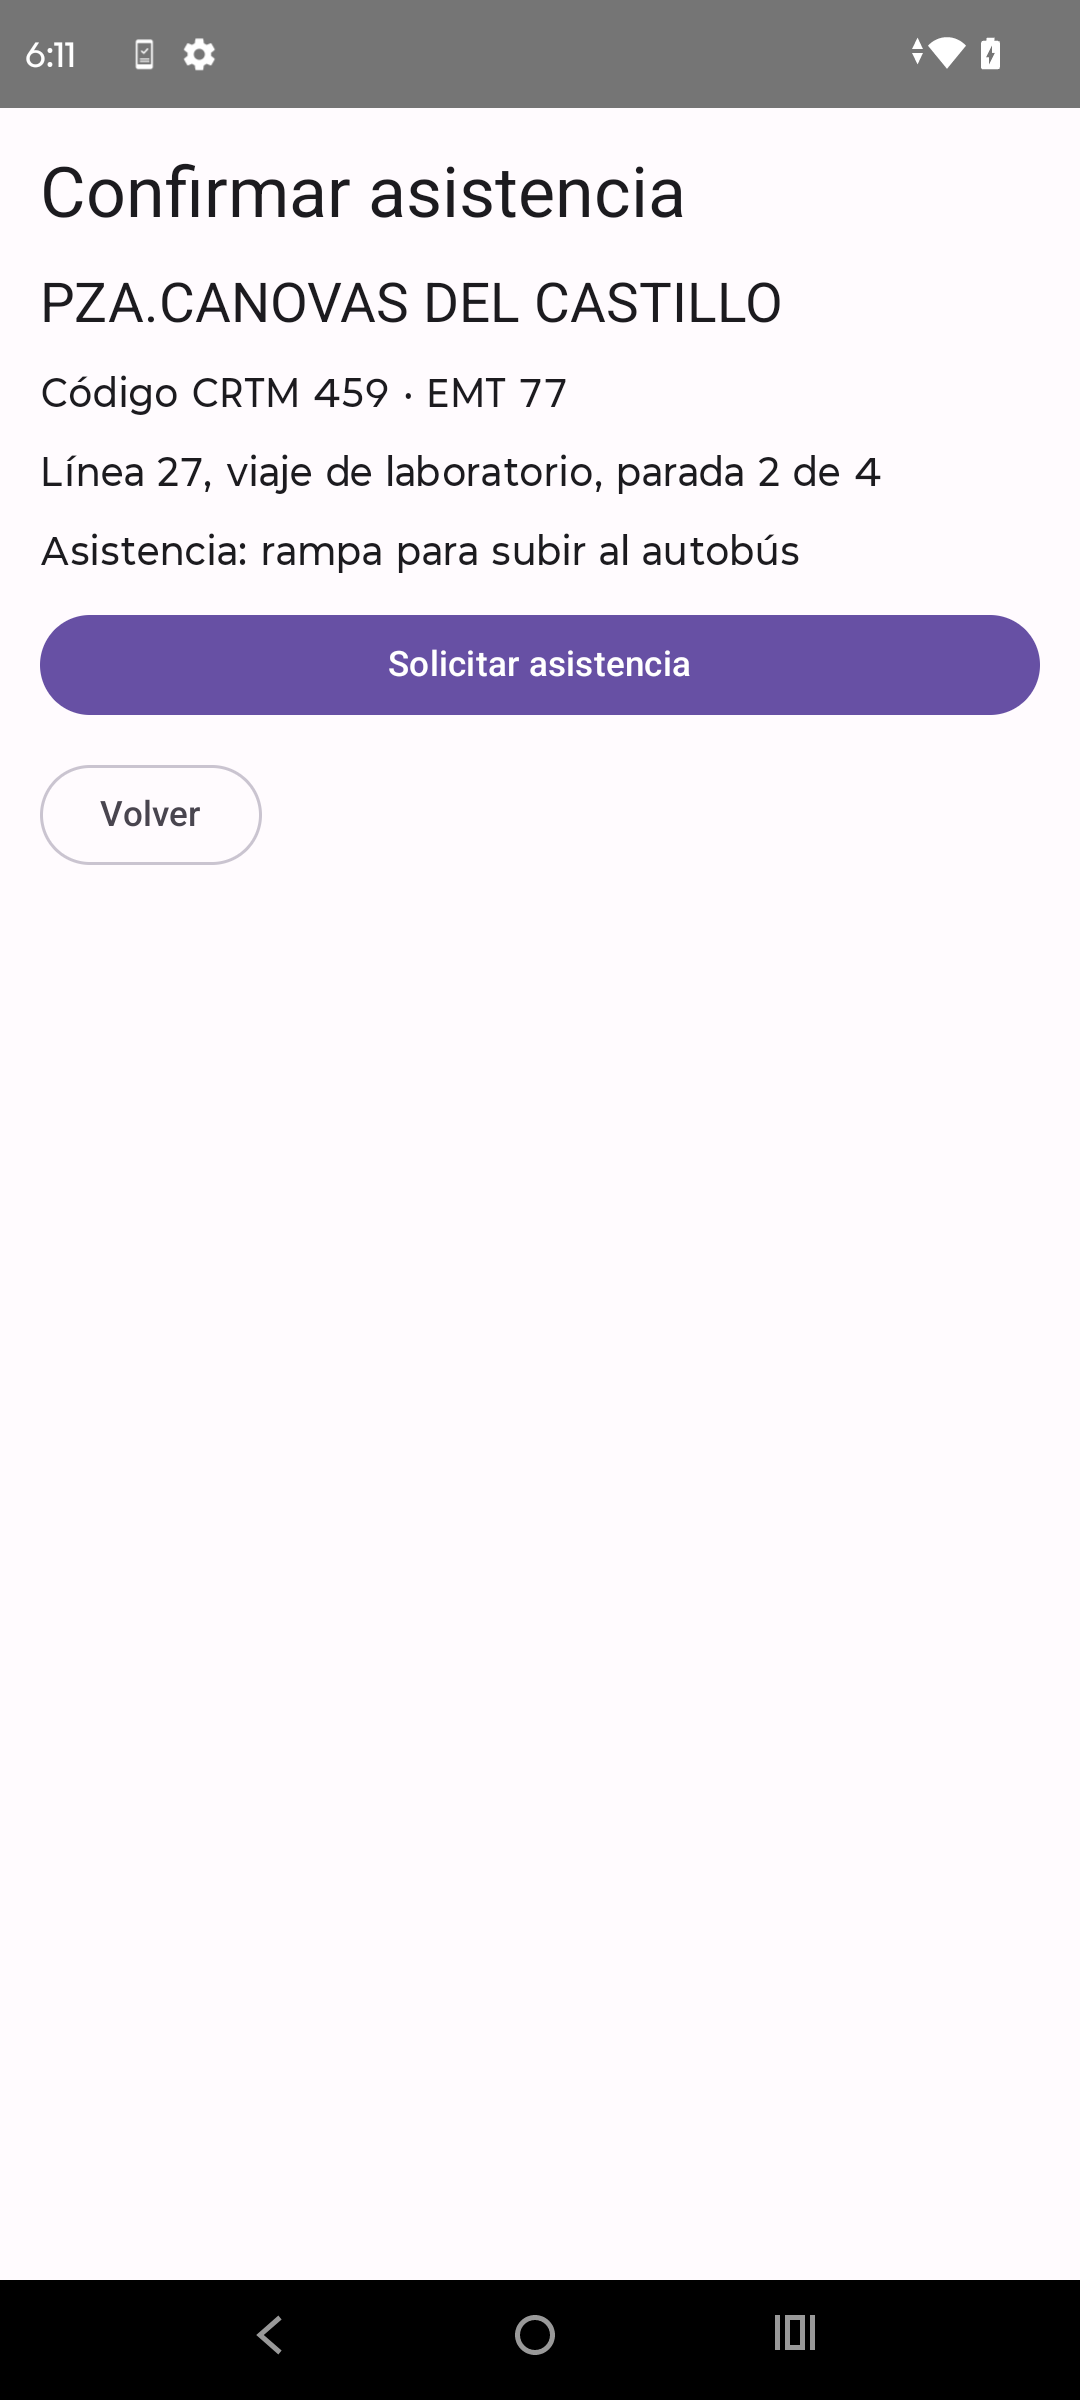 6:11
Confirmar asistencia
PZA.CANOVAS DEL CASTILLO
Código CRTM 459 · EMT 77
Línea 27, viaje de laboratorio, parada 2 de 4
Asistencia: rampa para subir al autobús
Solicitar asistencia
Volver